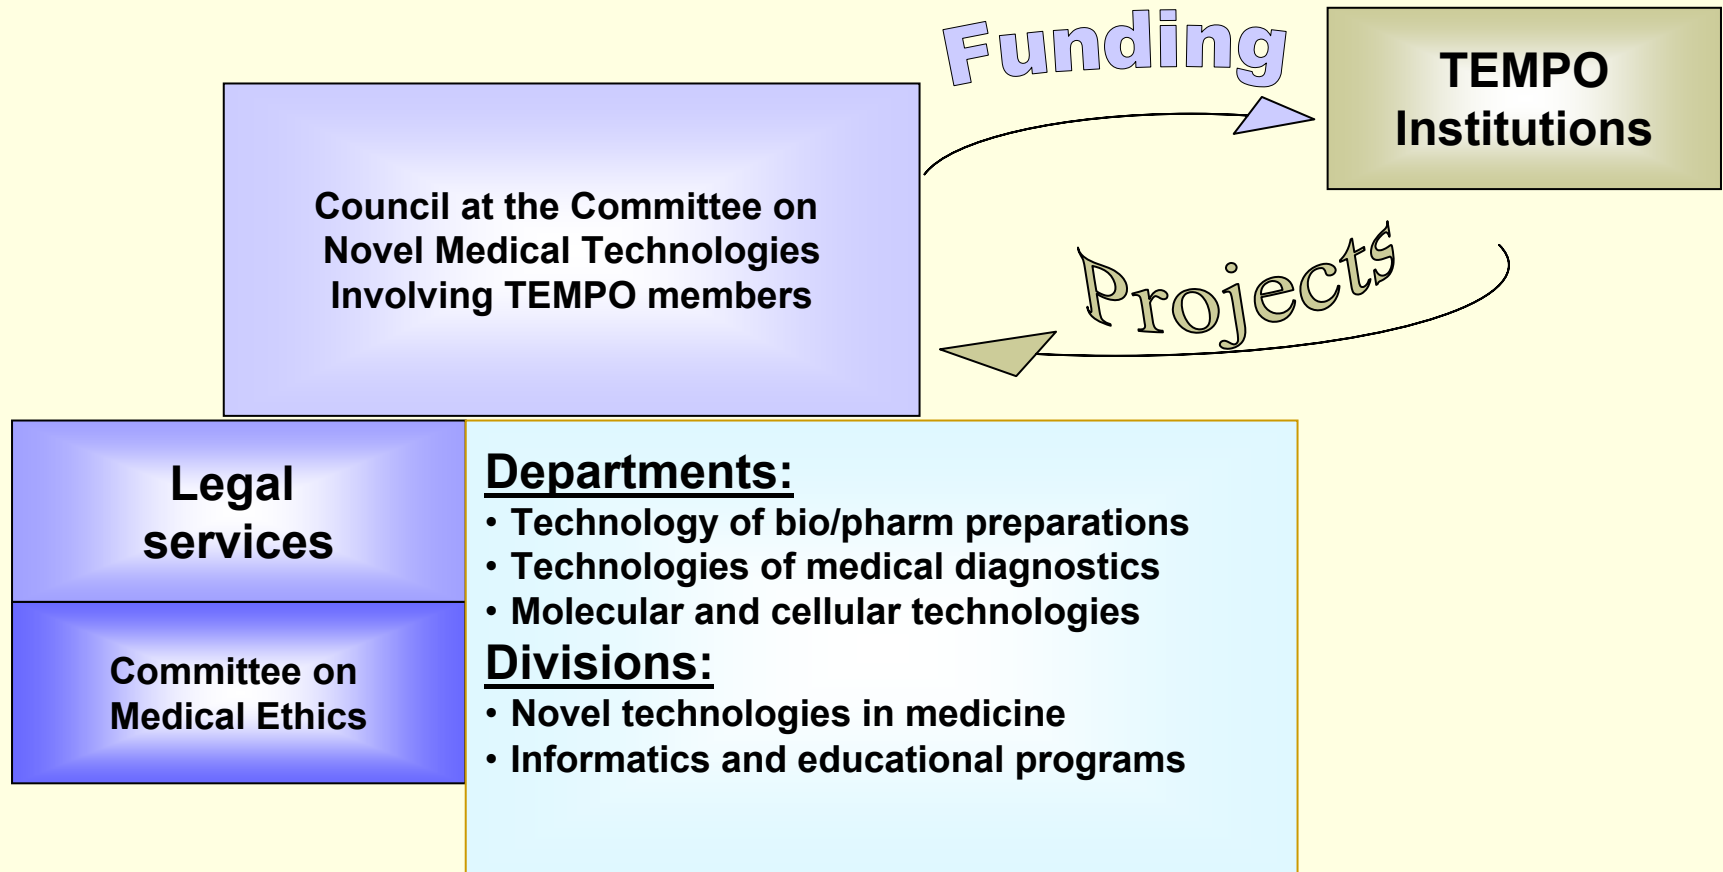 Funding
TEMPO
Institutions
Council at the Committee on
Novel Medical Technologies
Involving TEMPO members
Projects
Legal
services
Committee on
Medical Ethics
Departments:
• Technology of bio/pharm preparations
• Technologies of medical diagnostics
• Molecular and cellular technologies
Divisions:
• Novel technologies in medicine
• Informatics and educational programs